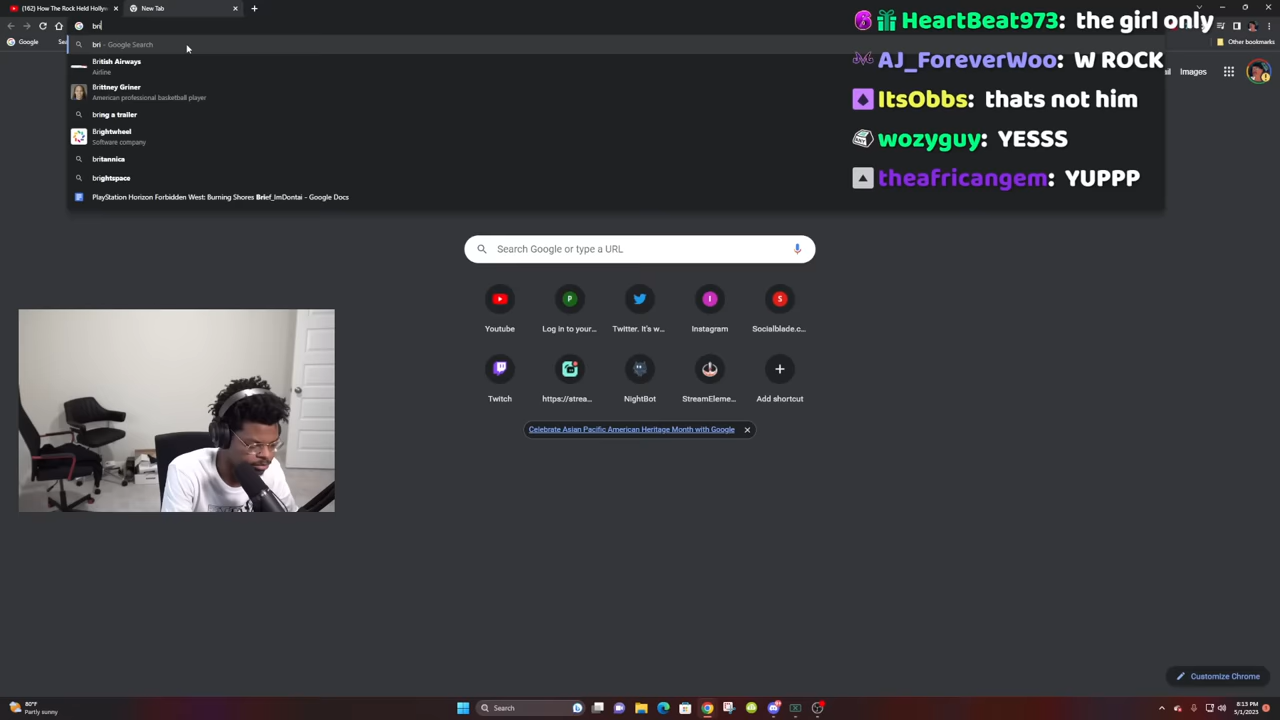 (162) How The Rock Held Hollyw
New Tab
bri
Google
Se
Other bookmarks
bri - Google Search
British Airways
Airline
Brittney Griner
American professional basketball player
bring a trailer
Brightwheel
Software company
britannica
brightspace
PlayStation Horizon Forbidden West: Burning Shores Brief_ImDontai - Google Docs
HeartBeat973: the girl only
AJ_ForeverWoo: W ROCK
ItsObbs: thats not him
wozyguy: YESSS
theafricangem: YUPPP
Images
Search Google or type a URL
P
I
S
Youtube
Log in to your...
Twitter. It's w...
Instagram
Socialblade.c...
Twitch
https://strea...
NightBot
StreamEleme...
Add shortcut
Celebrate Asian Pacific American Heritage Month with Google
Customize Chrome
80°F
Partly sunny
Search
8:13 PM
5/1/2023